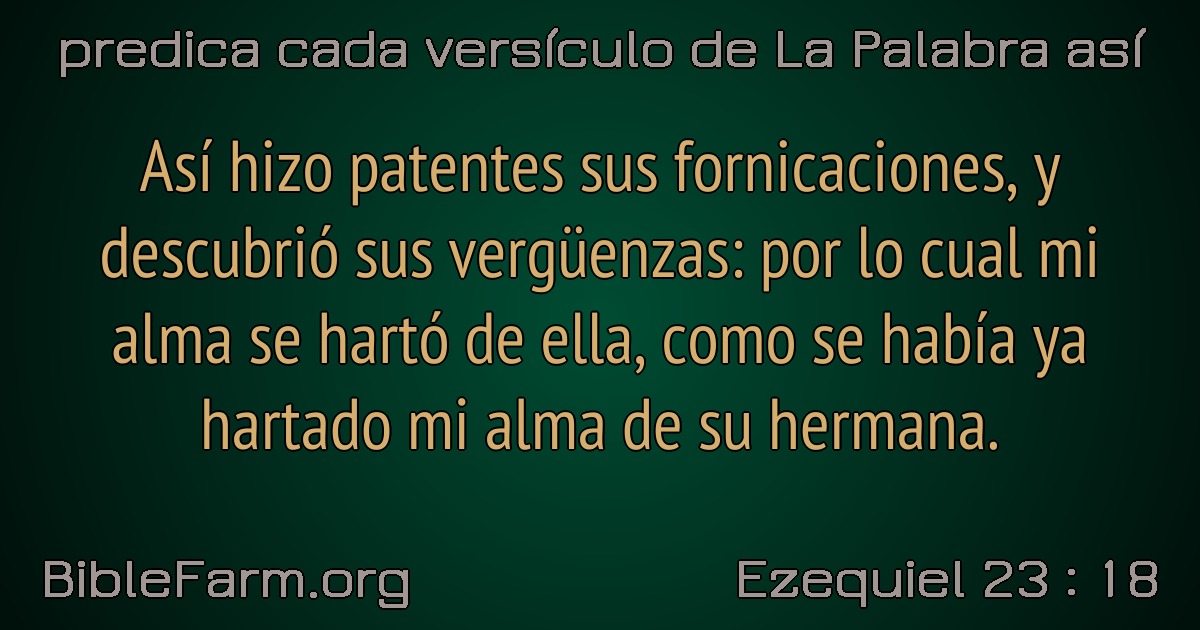 predica cada versículo de La Palabra así
Así hizo patentes sus fornicaciones, y
descubrió sus vergüenzas: por lo cual mi
alma se hartó de ella, como se había ya
hartado mi alma de su hermana.
BibleFarm.org
Ezequiel 23 : 18